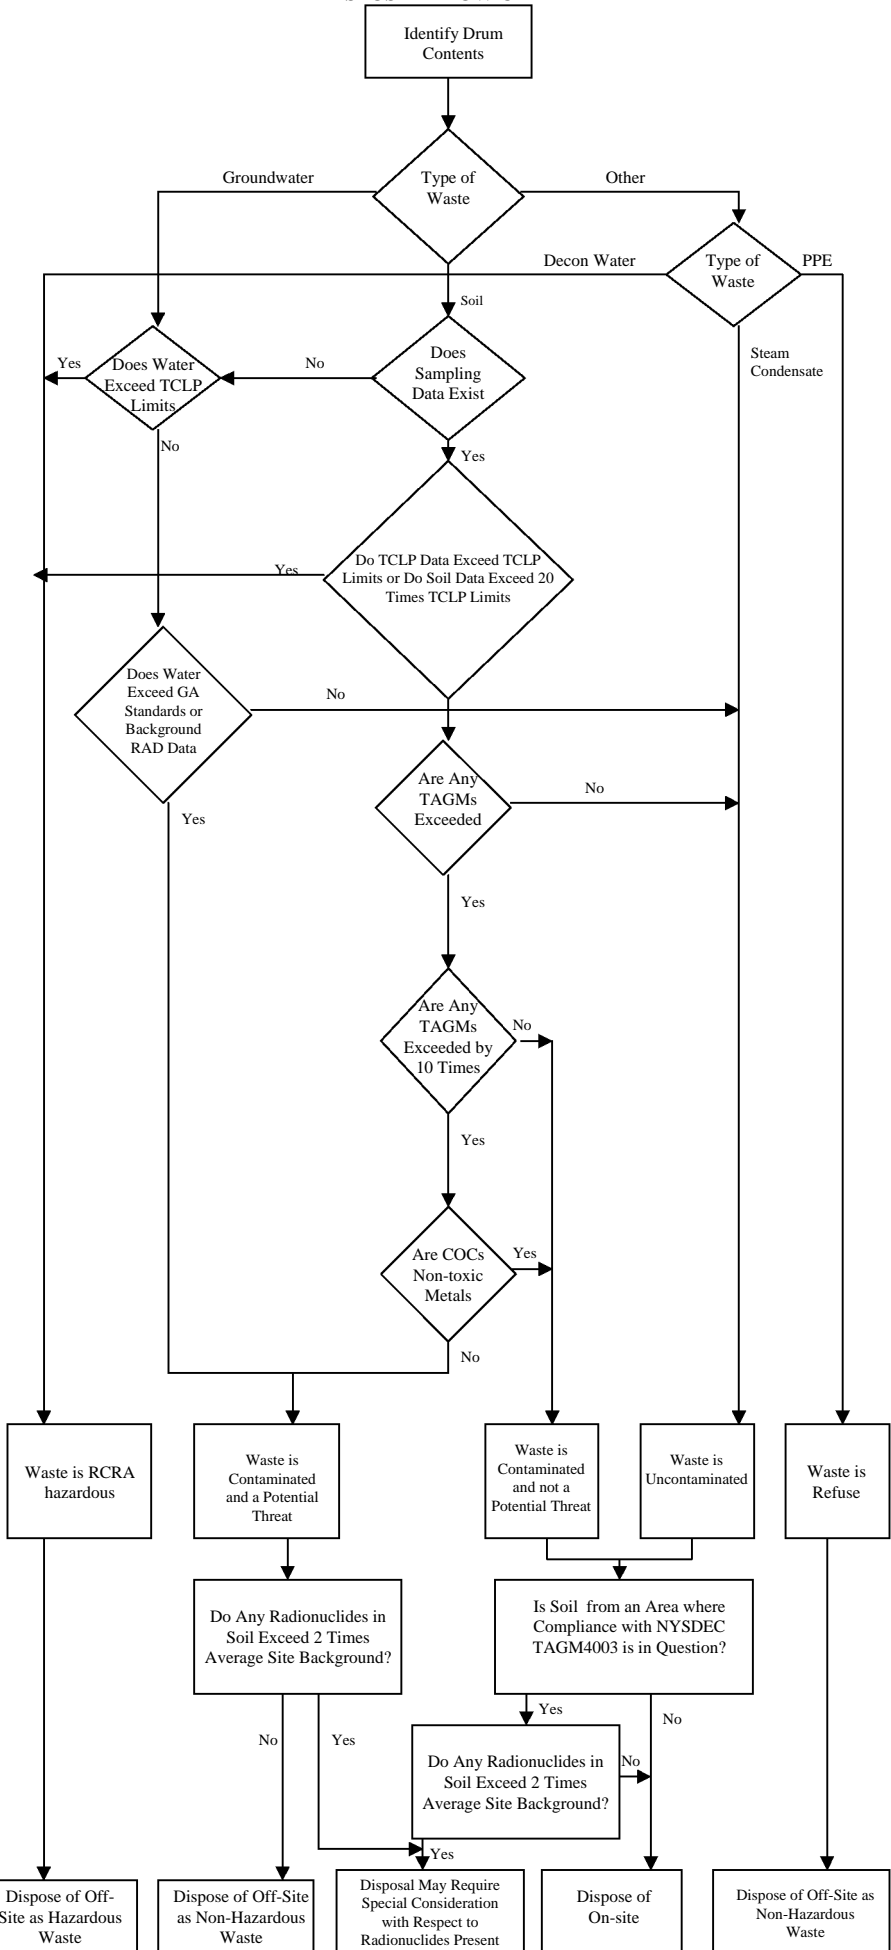 Identify Drum
Contents
Groundwater
Type of
Waste
Other
Decon Water
Type of
Waste
PPE
Soil
Steam
Condensate
Yes
Does Water
Exceed TCLP
Limits
No
Does
Sampling
Data Exist
No
Yes
Do TCLP Data Exceed TCLP
Limits or Do Soil Data Exceed 20
Times TCLP Limits
Yes
Does Water
Exceed GA
Standards or
Background
RAD Data
No
Yes
Are Any
TAGMs
Exceeded
No
Yes
Are Any
TAGMs
Exceeded by
10 Times
No
Yes
Are COCs
Non-toxic
Metals
Yes
No
Waste is RCRA
hazardous
Waste is
Contaminated
and a Potential
Threat
Waste is
Contaminated
and not a
Potential Threat
Waste is
Uncontaminated
Waste is
Refuse
Do Any Radionuclides in
Soil Exceed 2 Times
Average Site Background?
Is Soil from an Area where
Compliance with NYSDEC
TAGM4003 is in Question?
No
Yes
Yes
No
Do Any Radionuclides in
Soil Exceed 2 Times
Average Site Background?
No
Yes
Dispose of Off-
Site as Hazardous
Waste
Dispose of Off-Site
as Non-Hazardous
Waste
Disposal May Require
Special Consideration
with Respect to
Radionuclides Present
Dispose of
On-site
Dispose of Off-Site as
Non-Hazardous
Waste